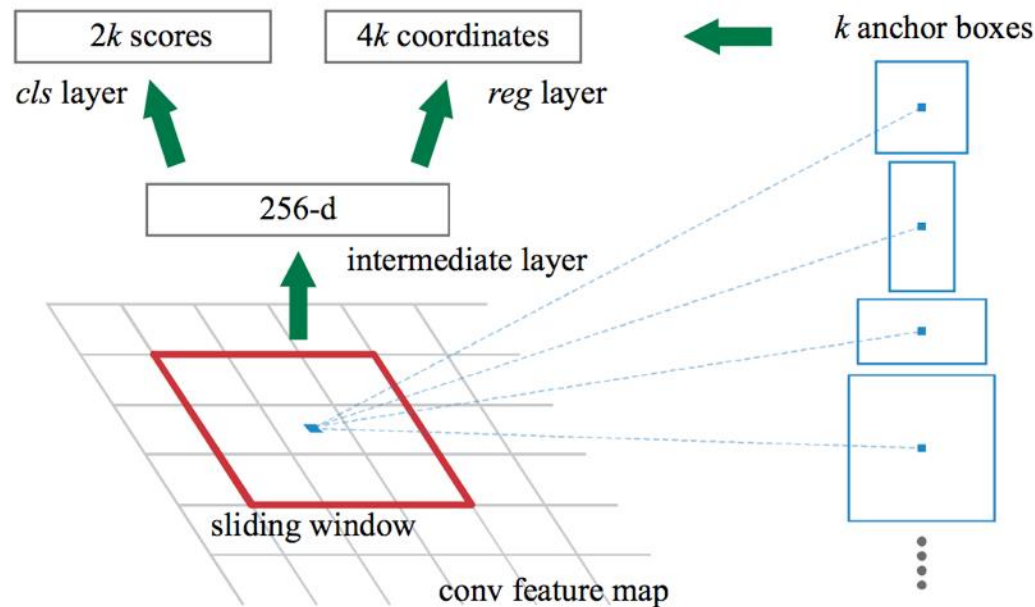 2k scores
4k coordinates
k anchor boxes
cls layer
reg layer
256-d
intermediate layer
sliding window
conv feature map